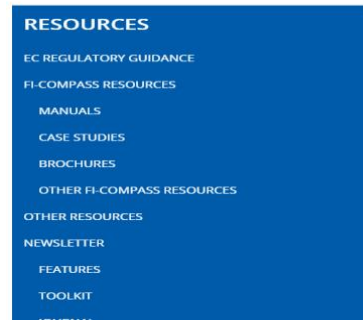 RESOURCES
EC REGULATORY GUIDANCE
FI-COMPASS RESOURCES
MANUALS
CASE STUDIES
BROCHURES
OTHER FI-COMPASS RESOURCES
OTHER RESOURCES
NEWSLETTER
FEATURES
TOOLKIT